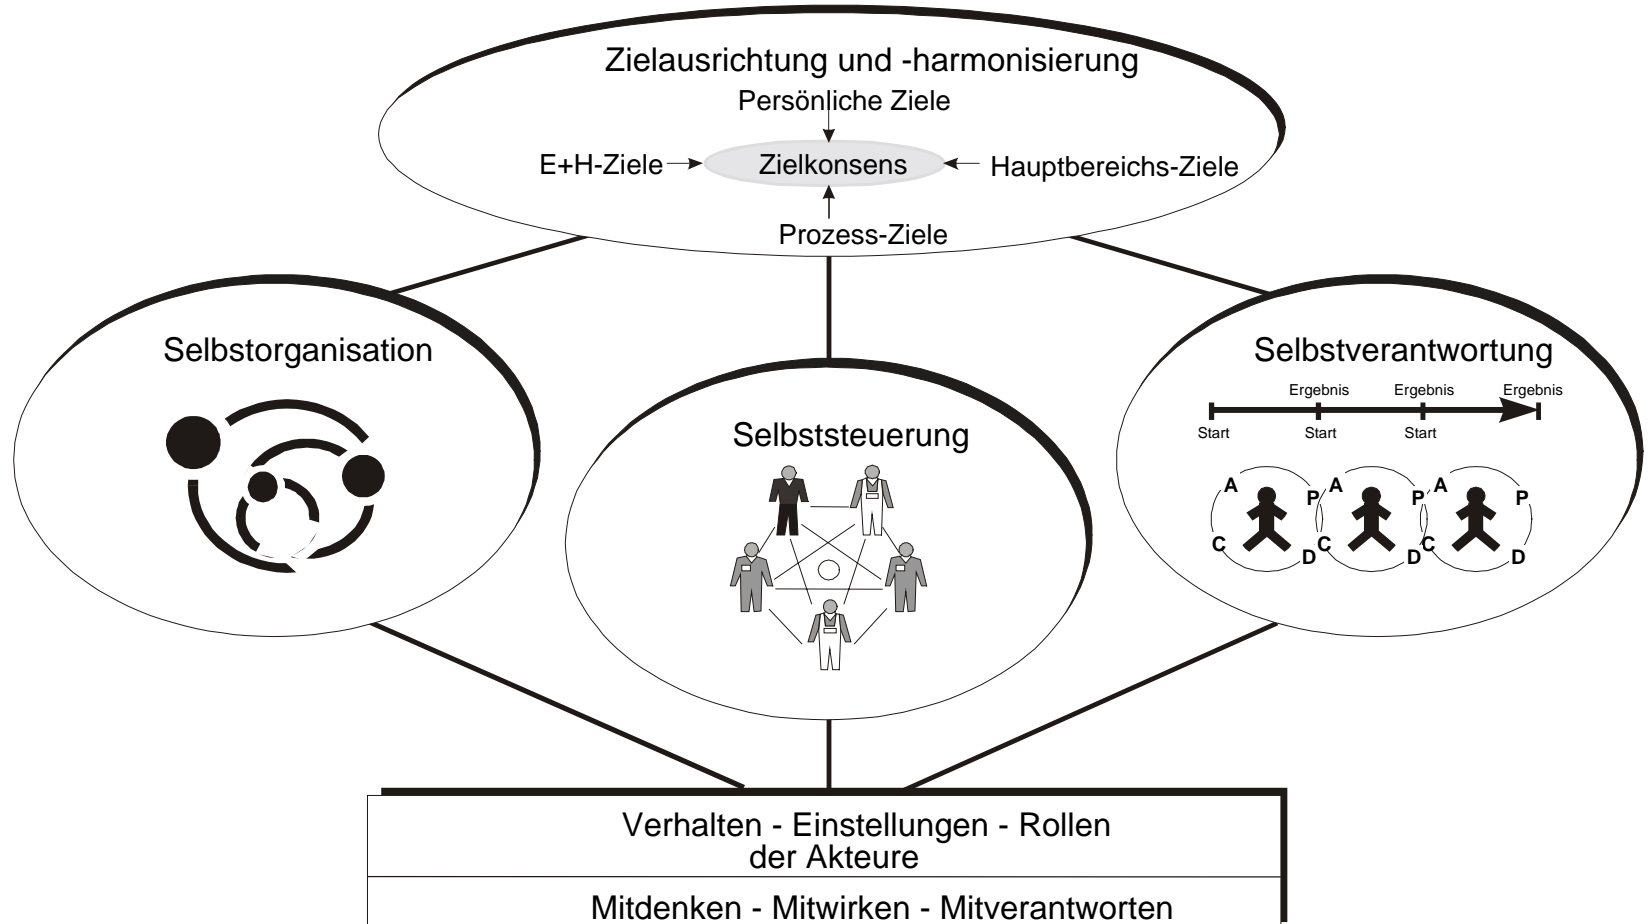 Zielausrichtung und -harmonisierung
Persönliche Ziele
E+H-Ziele
Zielkonsens
Hauptbereichs-Ziele
Prozess-Ziele
Selbstorganisation
Selbststeuerung
Selbstverantwortung
Ergebnis Ergebnis Ergebnis
Start Start Start
A P A P A P
C D C D C D
Verhalten - Einstellungen - Rollen
der Akteure
Mitdenken - Mitwirken - Mitverantworten